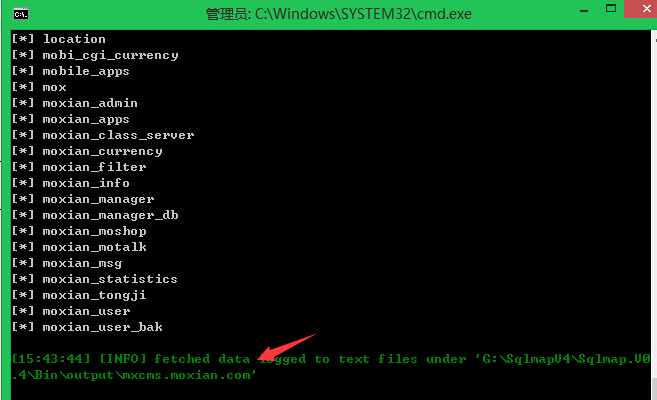 管理员: C:\Windows\SYSTEM32\cmd.exe
[*] location
[*] mobi_cgi_currency
[*] mobile_apps
[*] mox
[*] moxian_admin
[*] moxian_apps
[*] moxian_class_server
[*] moxian_currency
[*] moxian_filter
[*] moxian_info
[*] moxian_manager
[*] moxian_manager_db
[*] moxian_moshop
[*] moxian_motalk
[*] moxian_msg
[*] moxian_statistics
[*] moxian_tongji
[*] moxian_user
[*] moxian_user_bak
[15:43:44] [INFO] fetched data logged to text files under 'G:\SqlmapV4\Sqlmap.V0
.4\Bin\output\mxcms.moxian.com'